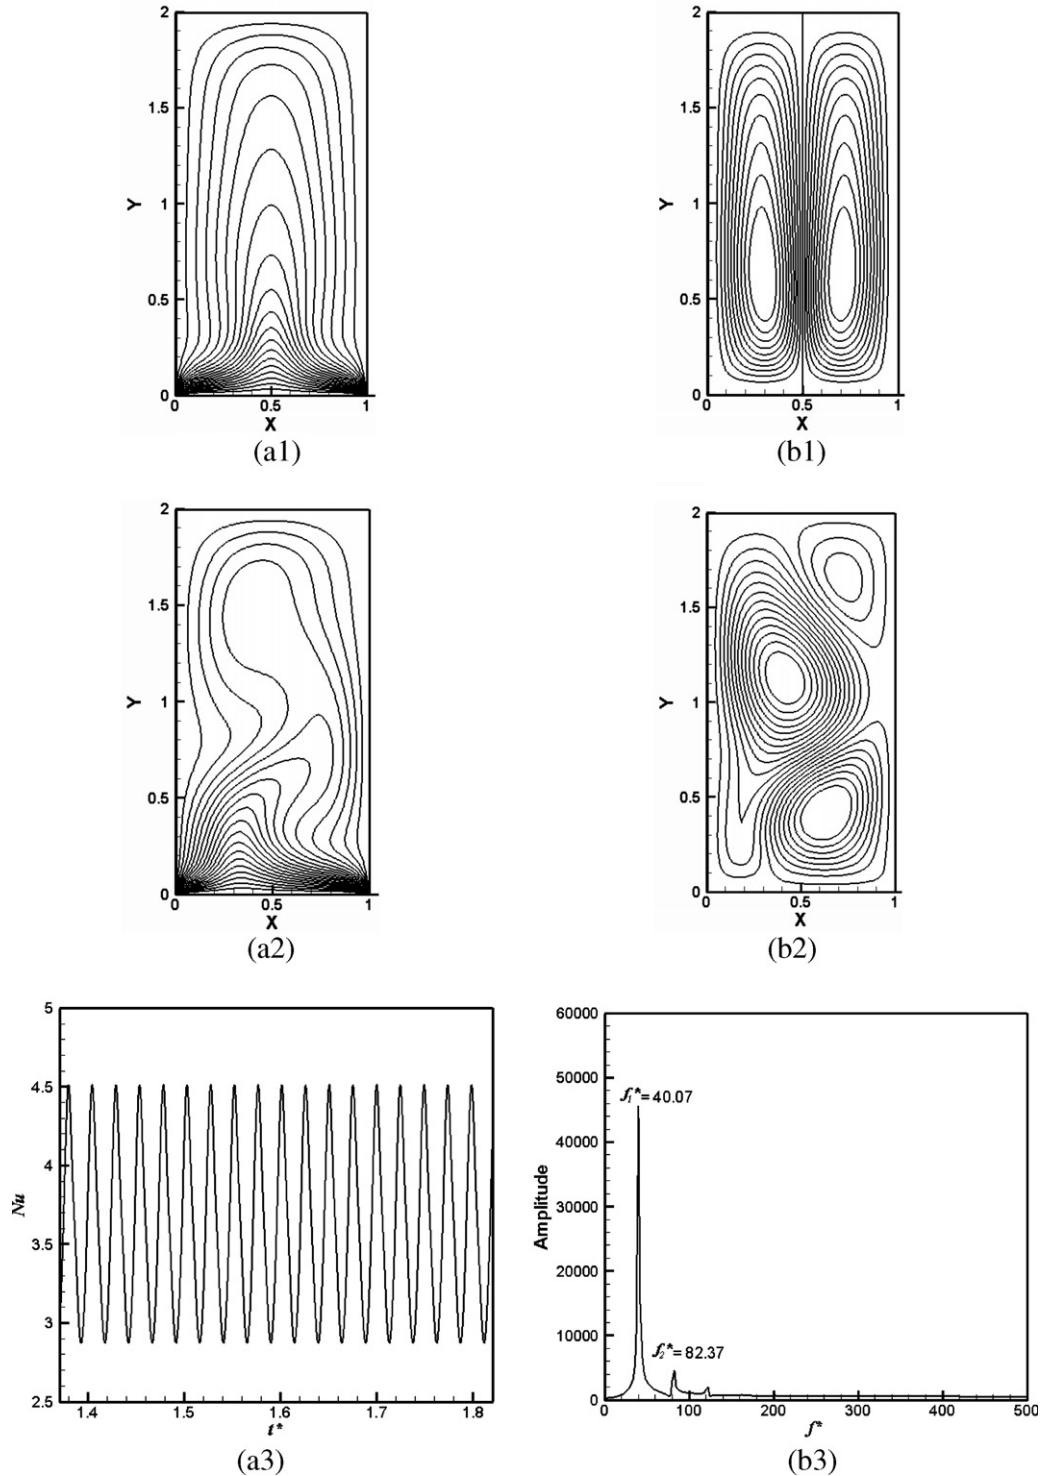 2
1.5
Y
1
0.5
0
0
0.5
1
X
(a1)
2
1.5
Y
1
0.5
0
0
0.5
1
X
(b1)
2
1.5
Y
1
0.5
0
0
0.5
1
X
(a2)
2
1.5
Y
1
0.5
0
0
0.5
1
X
(b2)
5
4.5
4
Nu
3.5
3
2.5
1.4
1.5
1.6
1.7
1.8
t*
(a3)
60000
50000
f₁*=40.07
40000
Amplitude
30000
20000
10000
f₂*=82.37
0
0
100
200
300
400
500
f*
(b3)